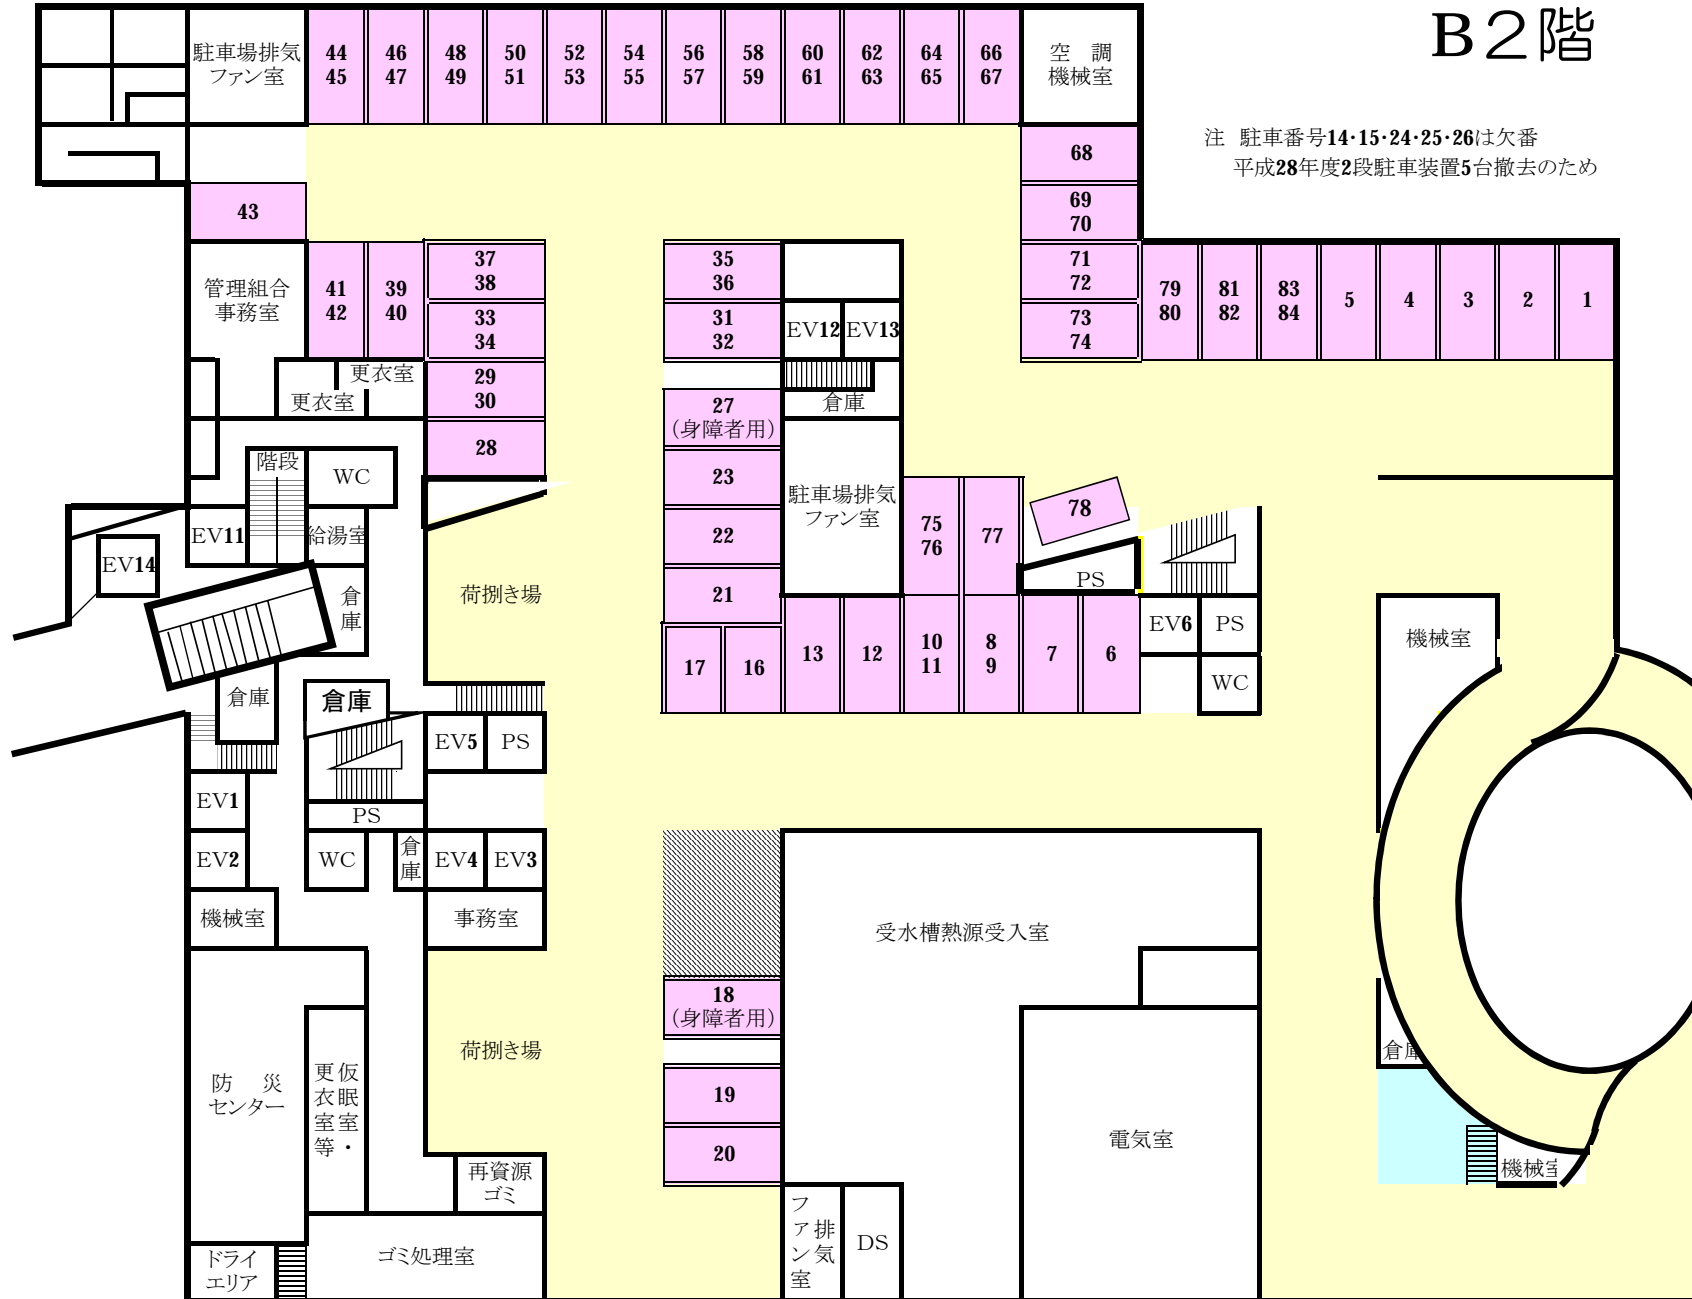 B2階
注 駐車番号14・15・24・25・26は欠番
平成28年度2段駐車装置5台撤去のため
駐車場排気
ファン室
44
45
46
47
48
49
50
51
52
53
54
55
56
57
58
59
60
61
62
63
64
65
66
67
空 調
機械室
68
69
70
71
72
73
74
43
管理組合
事務室
41
42
39
40
37
38
33
34
29
30
28
35
36
31
32
EV12
EV13
倉庫
27
(身障者用)
23
22
21
17
16
13
12
10
11
8
9
7
6
75
76
77
78
79
80
81
82
83
84
5
4
3
2
1
更衣室
更衣室
階段
WC
EV11
給湯室
EV14
倉庫
荷捌き場
駐車場排気
ファン室
PS
EV6
PS
WC
機械室
倉庫
倉庫
EV5
PS
EV1
PS
EV2
WC
倉庫
EV4
EV3
機械室
事務室
受水槽熱源受入室
18
(身障者用)
荷捌き場
19
20
防 災
センター
仮眠室・
更衣室等
電気室
倉庫
機械室
再資源
ゴミ
ゴミ処理室
ドライ
エリア
排気
ファン室
DS